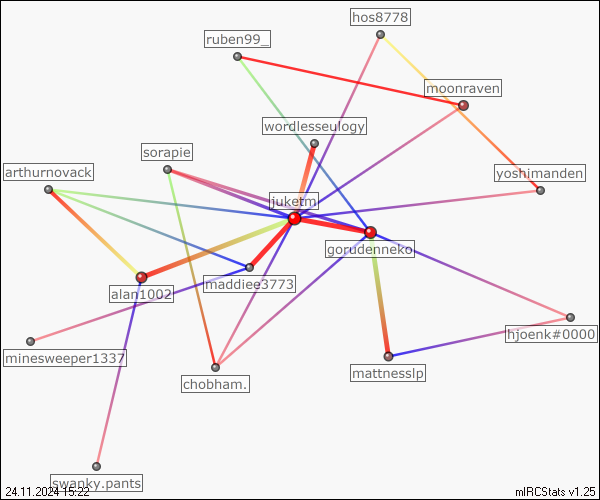 hos8778
ruben99_
moonraven
wordlesseulogy
sorapie
arthurnovack
yoshimanden
juketm
gorudenneko
maddiee3773
alan1002
hjoenk#0000
minesweeper1337
mattnesslp
chobham.
swanky.pants
24.11.2024 15:22
mIRCStats v1.25